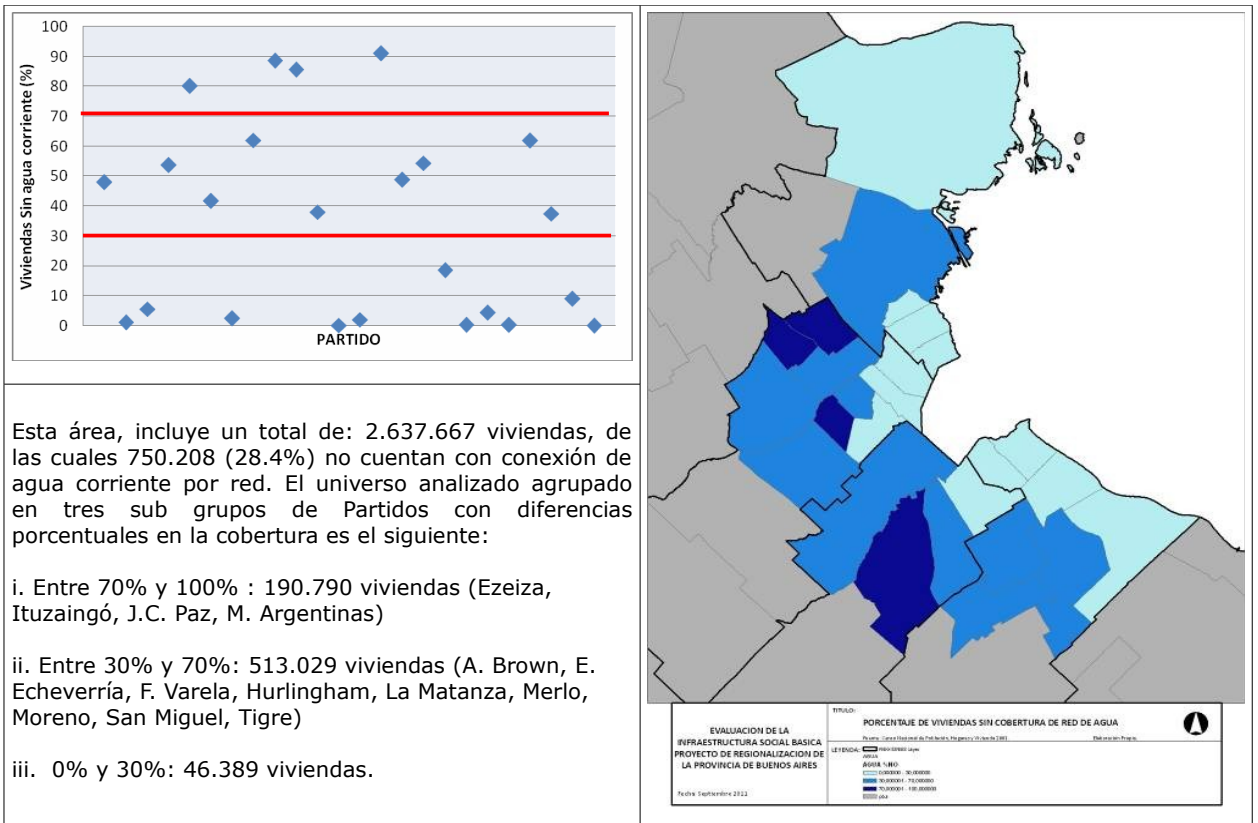 100
90
80
70
60
50
40
30
20
10
0
Viviendas Sin agua corriente (%)
PARTIDO
Esta área, incluye un total de: 2.637.667 viviendas, de
las cuales 750.208 (28.4%) no cuentan con conexión de
agua corriente por red. El universo analizado agrupado
en tres sub grupos de Partidos con diferencias
porcentuales en la cobertura es el siguiente:
i. Entre 70% y 100% : 190.790 viviendas (Ezeiza,
Ituzaingó, J.C. Paz, M. Argentinas)
ii. Entre 30% y 70%: 513.029 viviendas (A. Brown, E.
Echeverría, F. Varela, Hurlingham, La Matanza, Merlo,
Moreno, San Miguel, Tigre)
iii. 0% y 30%: 46.389 viviendas.
EVALUACION DE LA
INFRAESTRUCTURA SOCIAL BASICA
PROYECTO DE REGIONALIZACION DE
LA PROVINCIA DE BUENOS AIRES
TITULO:
PORCENTAJE DE VIVIENDAS SIN COBERTURA DE RED DE AGUA
Elaboración Propia.
LEYENDA:
AGUA %NO
0,000000 - 30,000000
30,000001 - 70,000000
70,000001 - 100,000000